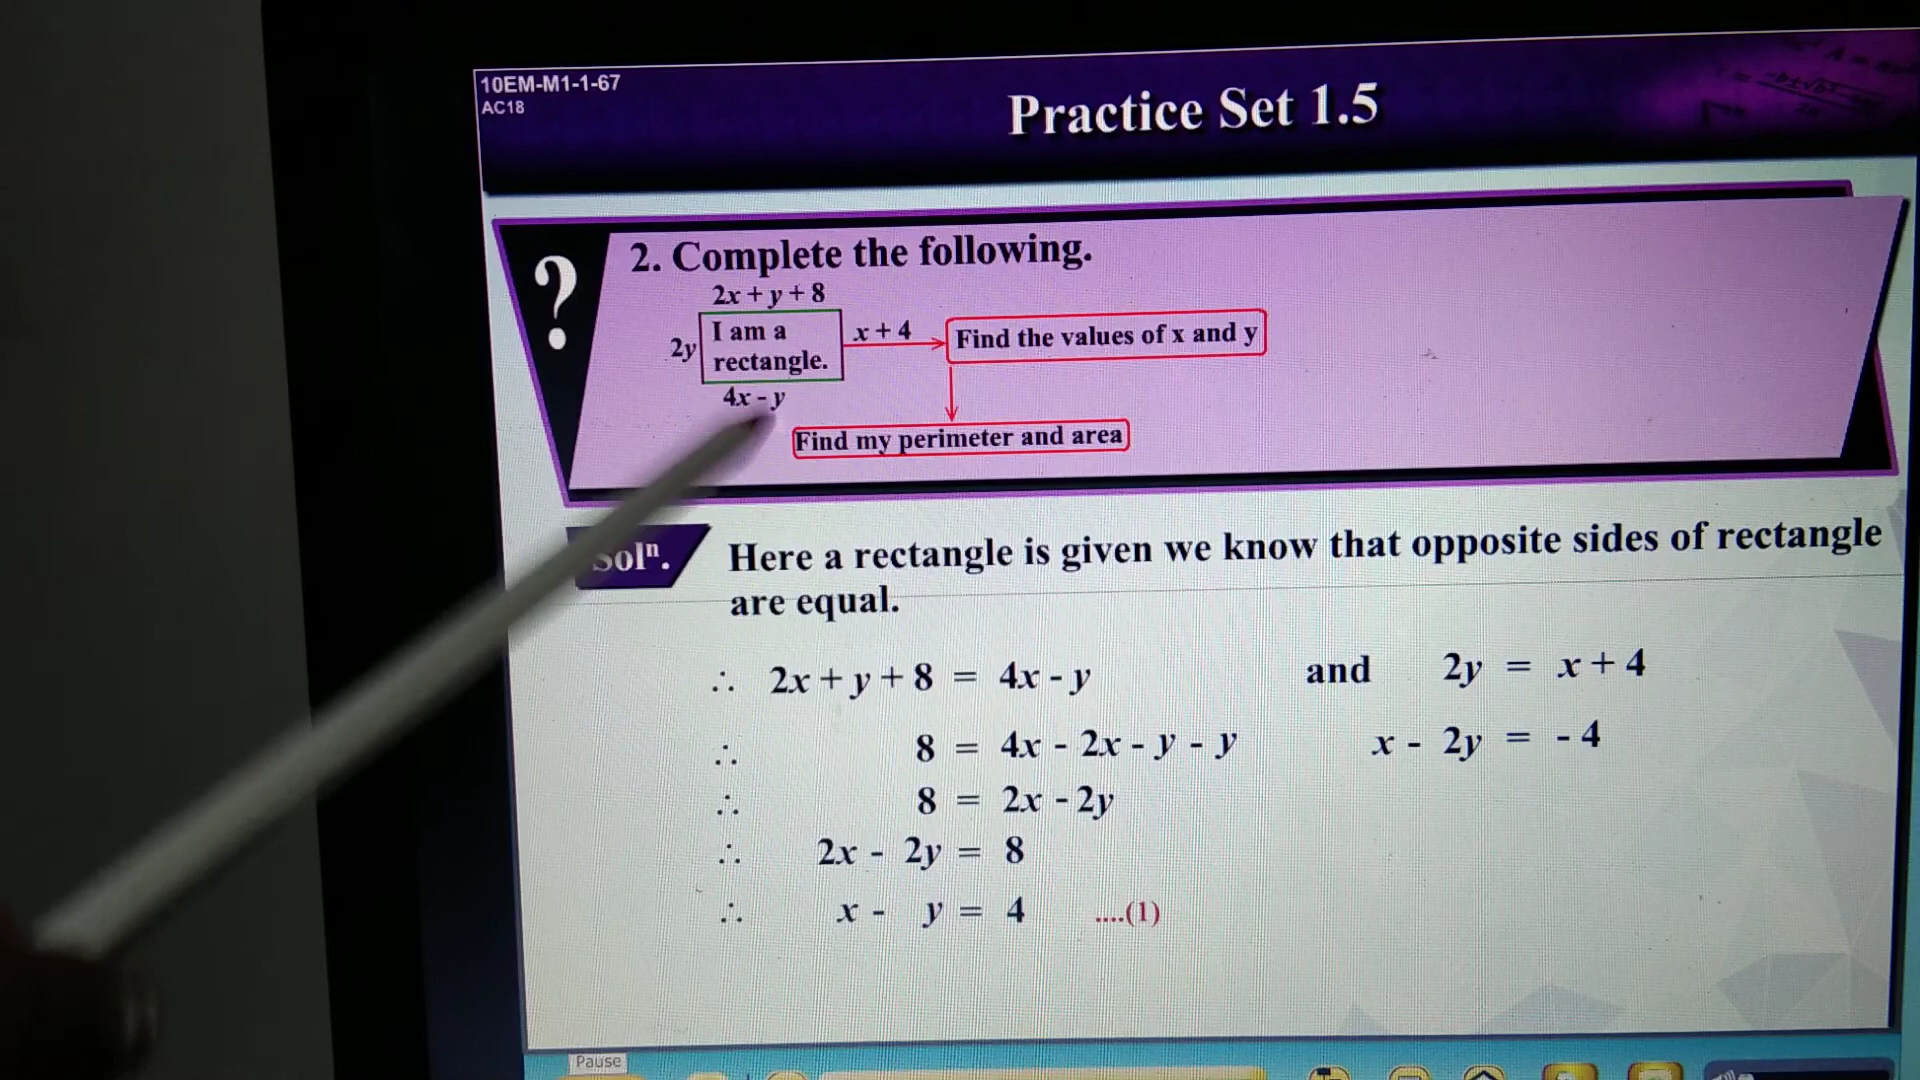 10EM-M1-1-67
AC18
Practice Set 1.5
?
2. Complete the following.
2x + y + 8
2y I am a rectangle. x + 4 Find the values of x and y
4x - y
Find my perimeter and area
Solⁿ. Here a rectangle is given we know that opposite sides of rectangle
are equal.
∴ 2x + y + 8 = 4x - y and 2y = x + 4
∴ 8 = 4x - 2x - y - y x - 2y = - 4
∴ 8 = 2x - 2y
∴ 2x - 2y = 8
∴ x - y = 4 ....(1)
Pause